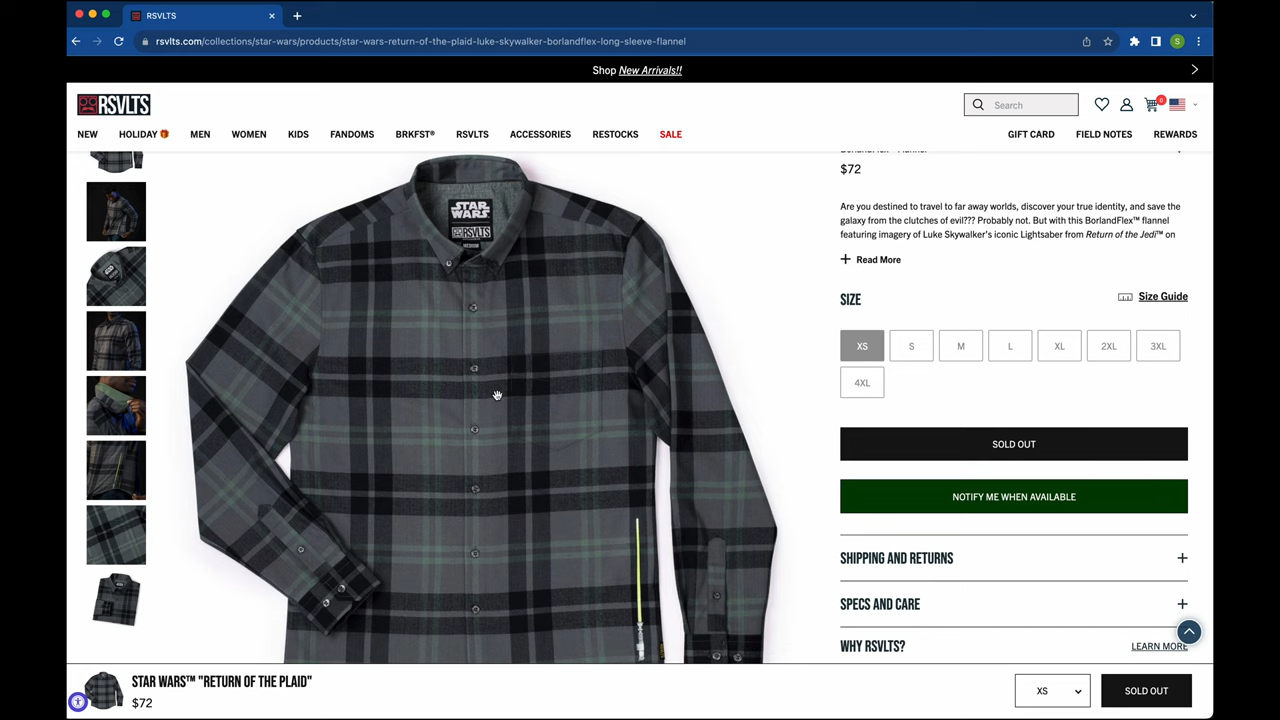 RSVLTS
rsvlts.com/collections/star-wars/products/star-wars-return-of-the-plaid-luke-skywalker-borlandflex-long-sleeve-flannel
S
Shop New Arrivals!!
RSVLTS
Search
0
NEW
HOLIDAY
MEN
WOMEN
KIDS
FANDOMS
BRKFST®
RSVLTS
ACCESSORIES
RESTOCKS
SALE
GIFT CARD
FIELD NOTES
REWARDS
$72
STAR WARS
RSVLTS
MEDIUM
Are you destined to travel to far away worlds, discover your true identity, and save the
galaxy from the clutches of evil??? Probably not. But with this BorlandFlex™ flannel
featuring imagery of Luke Skywalker's iconic Lightsaber from Return of the Jedi™ on
Read More
SIZE
Size Guide
XS
S
M
L
XL
2XL
3XL
4XL
SOLD OUT
NOTIFY ME WHEN AVAILABLE
SHIPPING AND RETURNS
SPECS AND CARE
WHY RSVLTS?
LEARN MORE
STAR WARS™ "RETURN OF THE PLAID"
$72
XS
SOLD OUT